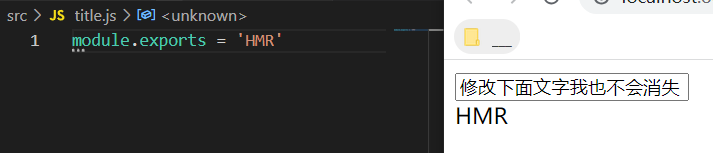 src > JS title.js > <unknown>
1 module.exports = 'HMR'
修改下面文字我也不会消失
HMR